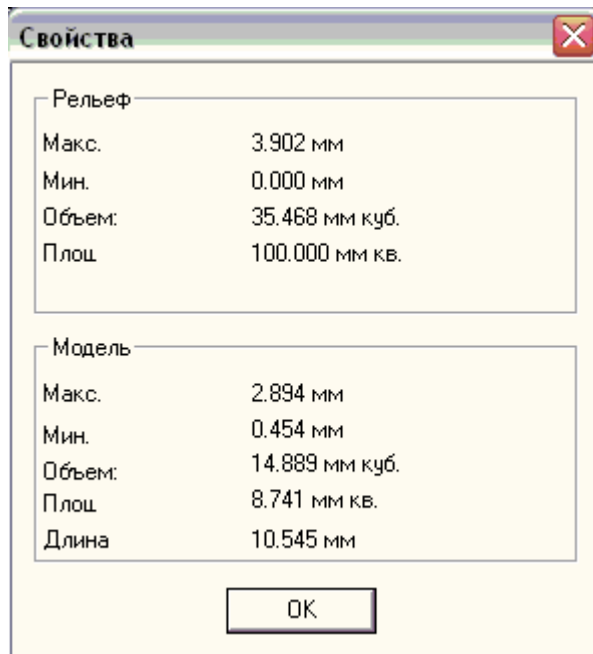 Свойства
Рельеф
Макс. 3.902 мм
Мин. 0.000 мм
Объем: 35.468 мм куб.
Площ 100.000 мм кв.
Модель
Макс. 2.894 мм
Мин. 0.454 мм
Объем: 14.889 мм куб.
Площ 8.741 мм кв.
Длина 10.545 мм
OK